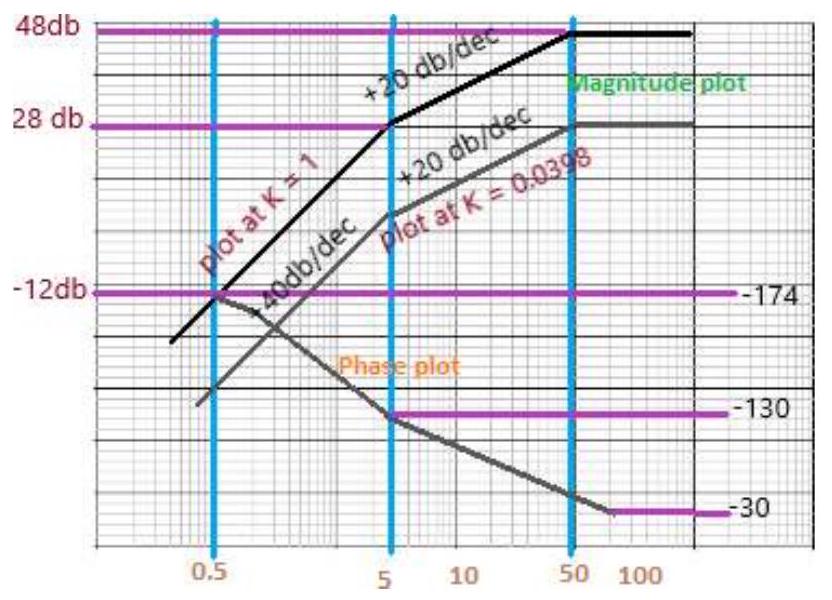 48db
+20 db/dec
Magnitude plot
28 db
+20 db/dec
plot at K = 1
plot at K = 0.0398
40db/dec
-12db
-174
Phase plot
-130
-30
0.5
5
10
50
100